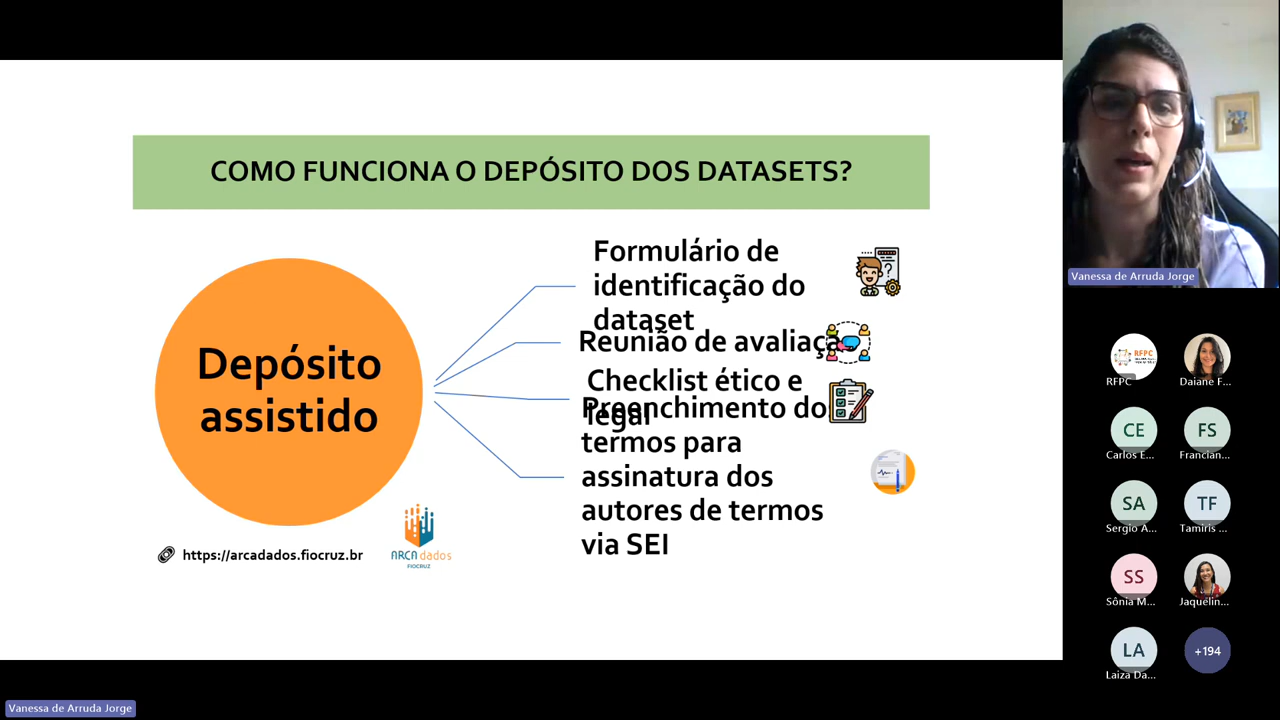 COMO FUNCIONA O DEPÓSITO DOS DATASETS?
Depósito
assistido
Formulário de
identificação do
dataset
Reunião de avaliação
Checklist ético e
legal
Preenchimento do
termos para
assinatura dos
autores de termos
via SEI
https://arcadados.fiocruz.br
ARCA dados
FIOCRUZ
Vanessa de Arruda Jorge
RFPC
RFPC
Daiane F...
CE
Carlos E...
FS
Francian...
SA
Sergio A...
TF
Tamiris ...
SS
Sônia M...
Jaquelin...
LA
Laiza Da...
+194
Vanessa de Arruda Jorge